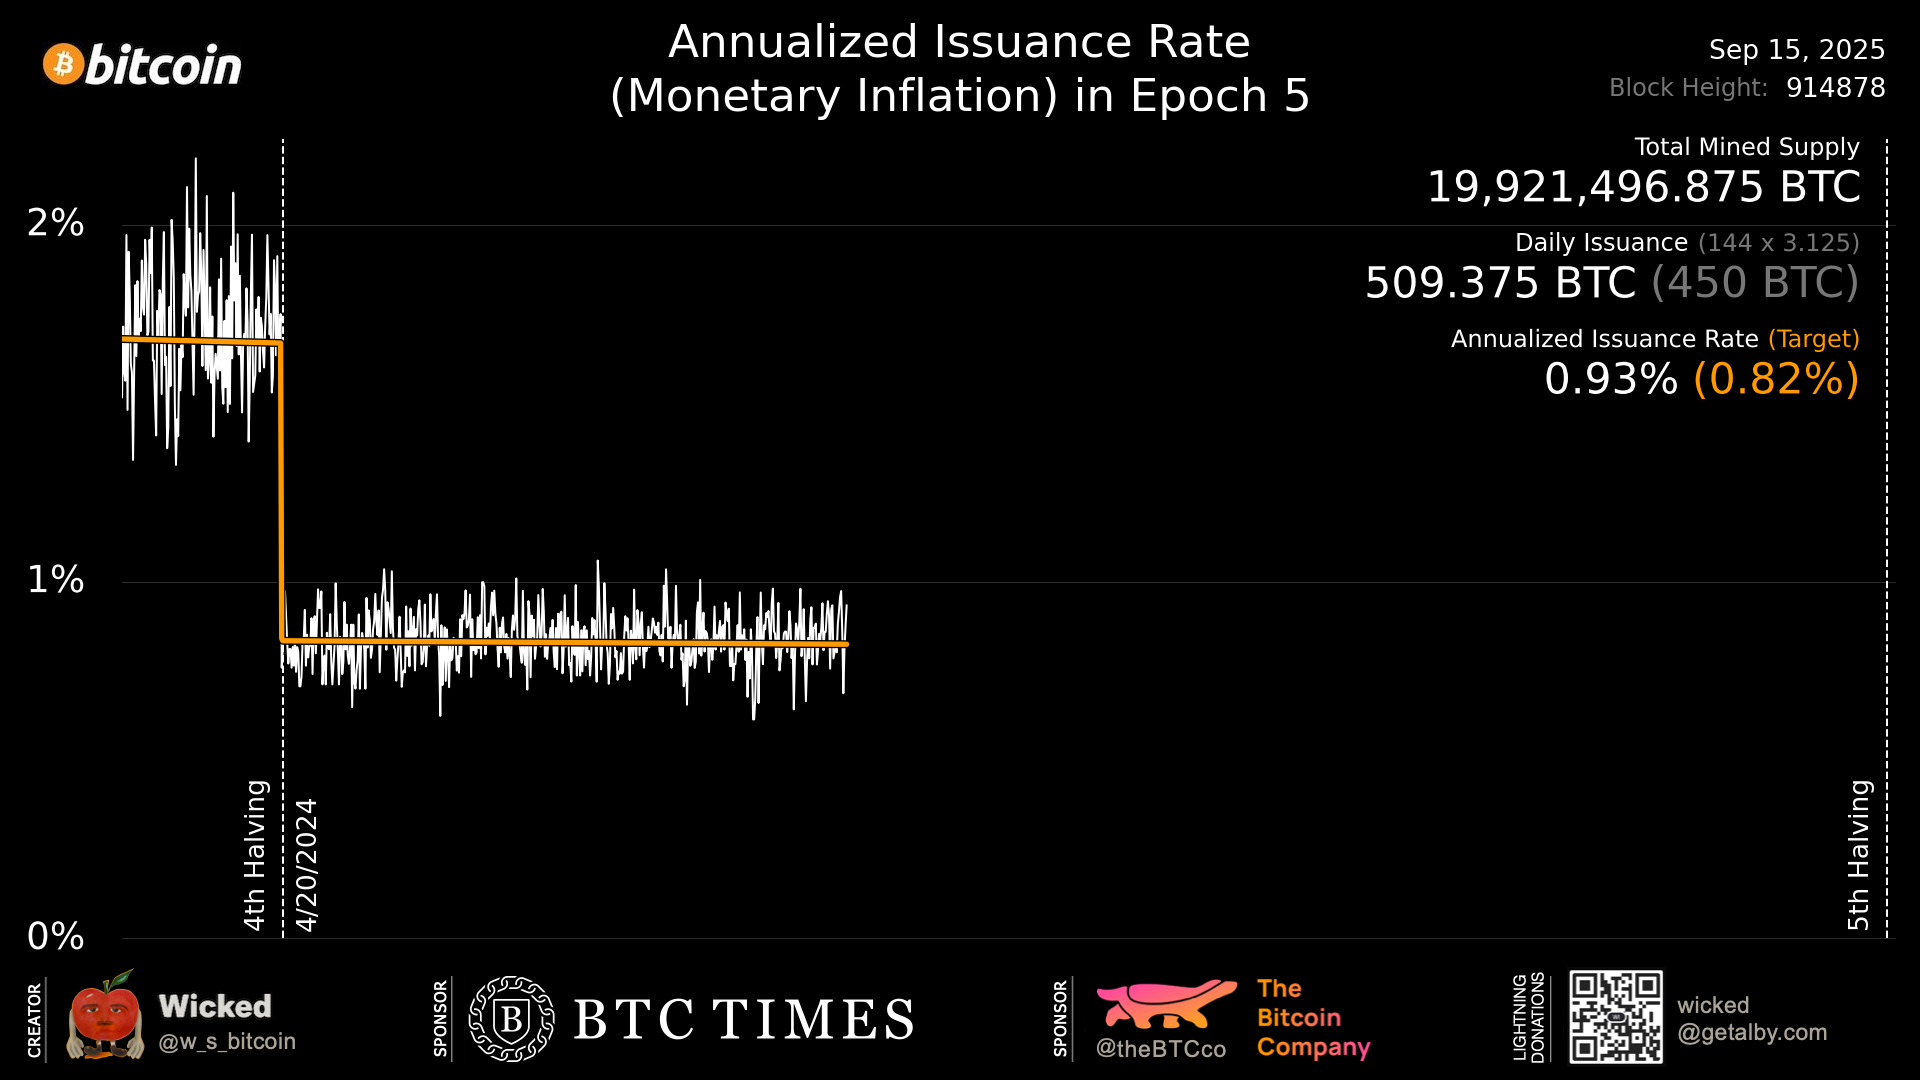 bitcoin
Annualized Issuance Rate
(Monetary Inflation) in Epoch 5
Sep 15, 2025
Block Height: 914878
Total Mined Supply
19,921,496.875 BTC
Daily Issuance (144 x 3.125)
509.375 BTC (450 BTC)
Annualized Issuance Rate (Target)
0.93% (0.82%)
2%
1%
0%
4th Halving
4/20/2024
5th Halving
CREATOR
Wicked
@w_s_bitcoin
SPONSOR
B
BTC TIMES
SPONSOR
@theBTCco
The
Bitcoin
Company
LIGHTNING
DONATIONS
wicked
@getalby.com